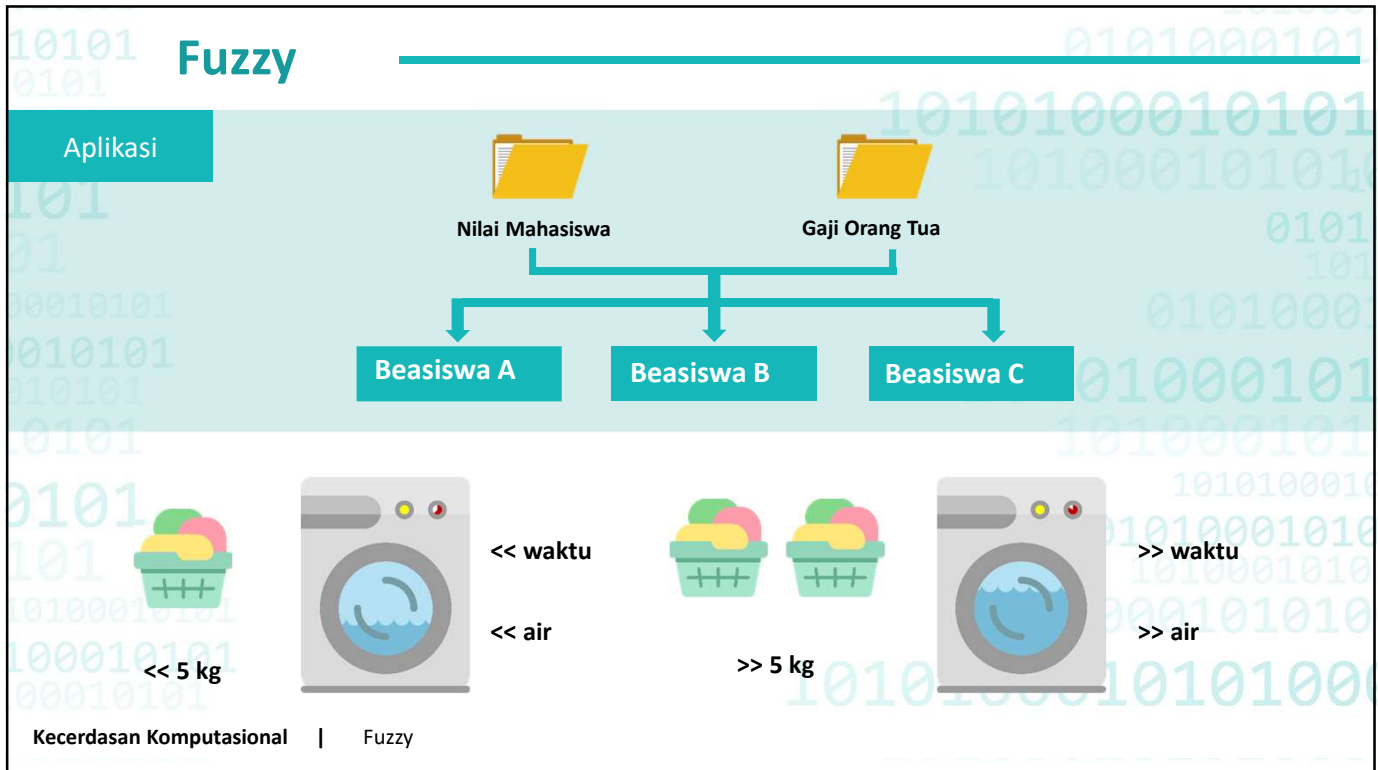 Fuzzy
Aplikasi
Nilai Mahasiswa
Gaji Orang Tua
Beasiswa A
Beasiswa B
Beasiswa C
<< waktu
<< air
<< 5 kg
>> waktu
>> air
>> 5 kg
Kecerdasan Komputasional | Fuzzy